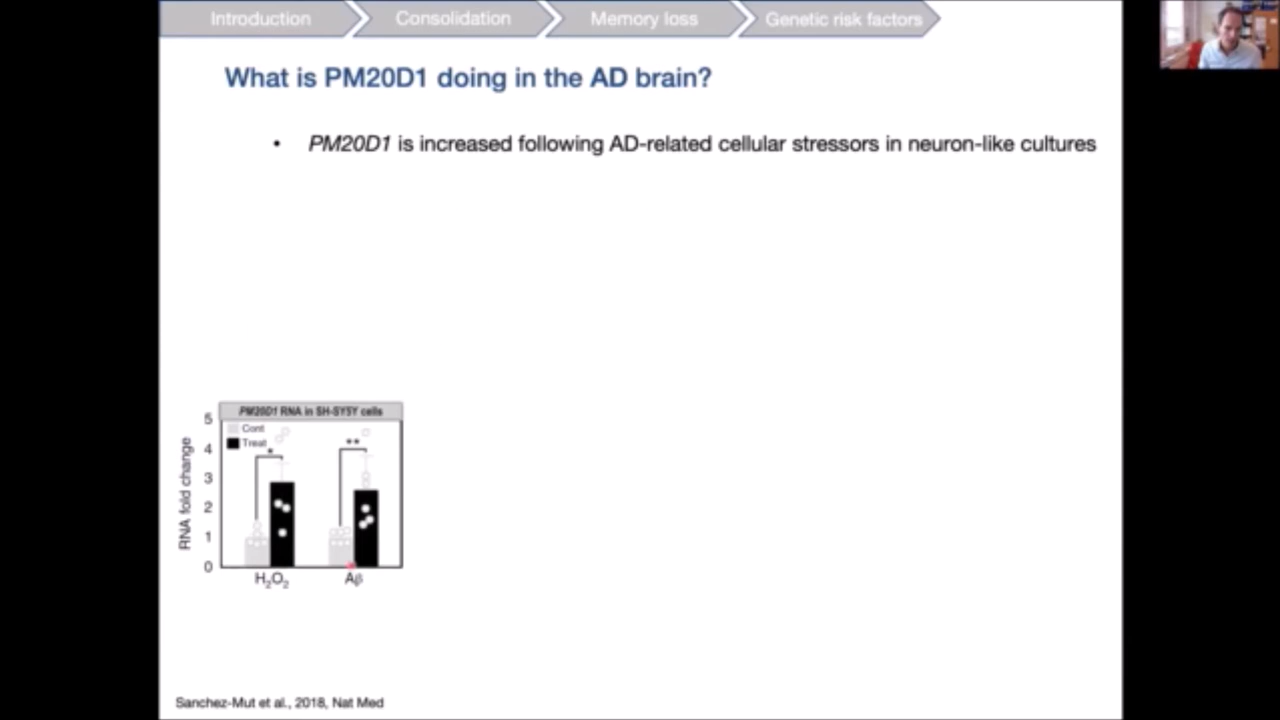 Introduction
Consolidation
Memory loss
Genetic risk factors
What is PM20D1 doing in the AD brain?
• PM20D1 is increased following AD-related cellular stressors in neuron-like cultures
PM20D1 RNA in SH-SY5Y cells
RNA fold change
5
4
3
2
1
0
Cont
Treat
*
**
H₂O₂
Aβ
Sanchez-Mut et al., 2018, Nat Med